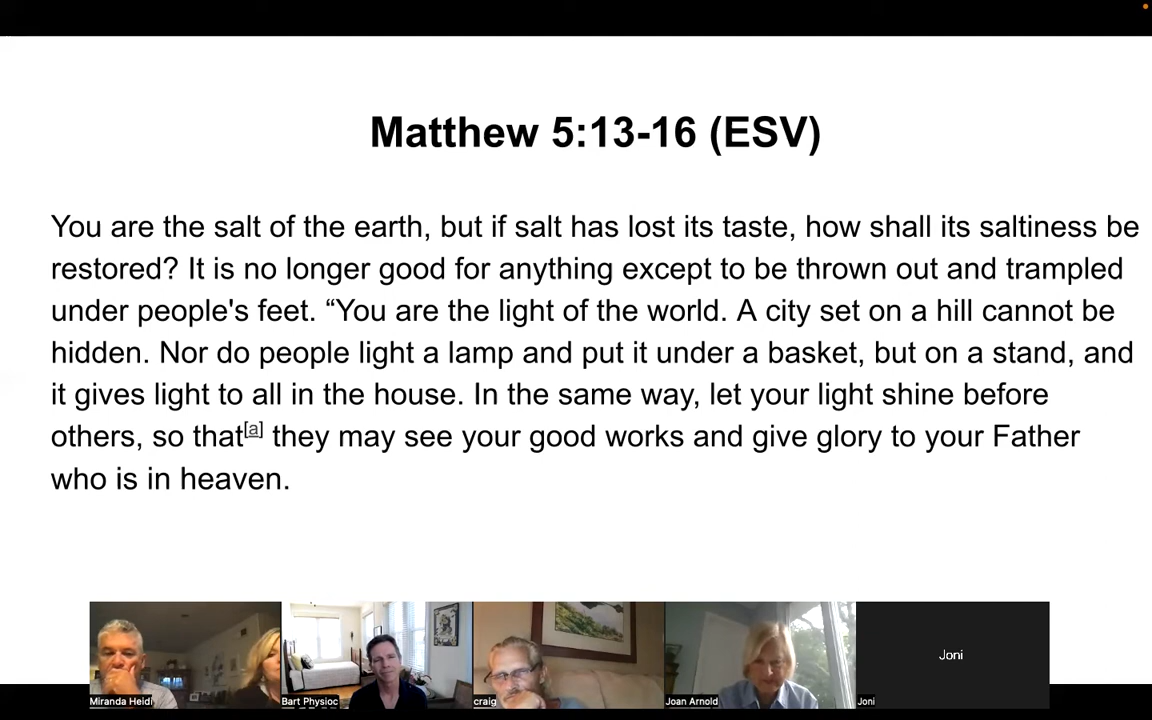 Matthew 5:13-16 (ESV)
You are the salt of the earth, but if salt has lost its taste, how shall its saltiness be
restored? It is no longer good for anything except to be thrown out and trampled
under people's feet. “You are the light of the world. A city set on a hill cannot be
hidden. Nor do people light a lamp and put it under a basket, but on a stand, and
it gives light to all in the house. In the same way, let your light shine before
others, so that[a] they may see your good works and give glory to your Father
who is in heaven.
Joni
Miranda Heidi
Bart Physioc
craig
Joan Arnold
Joni